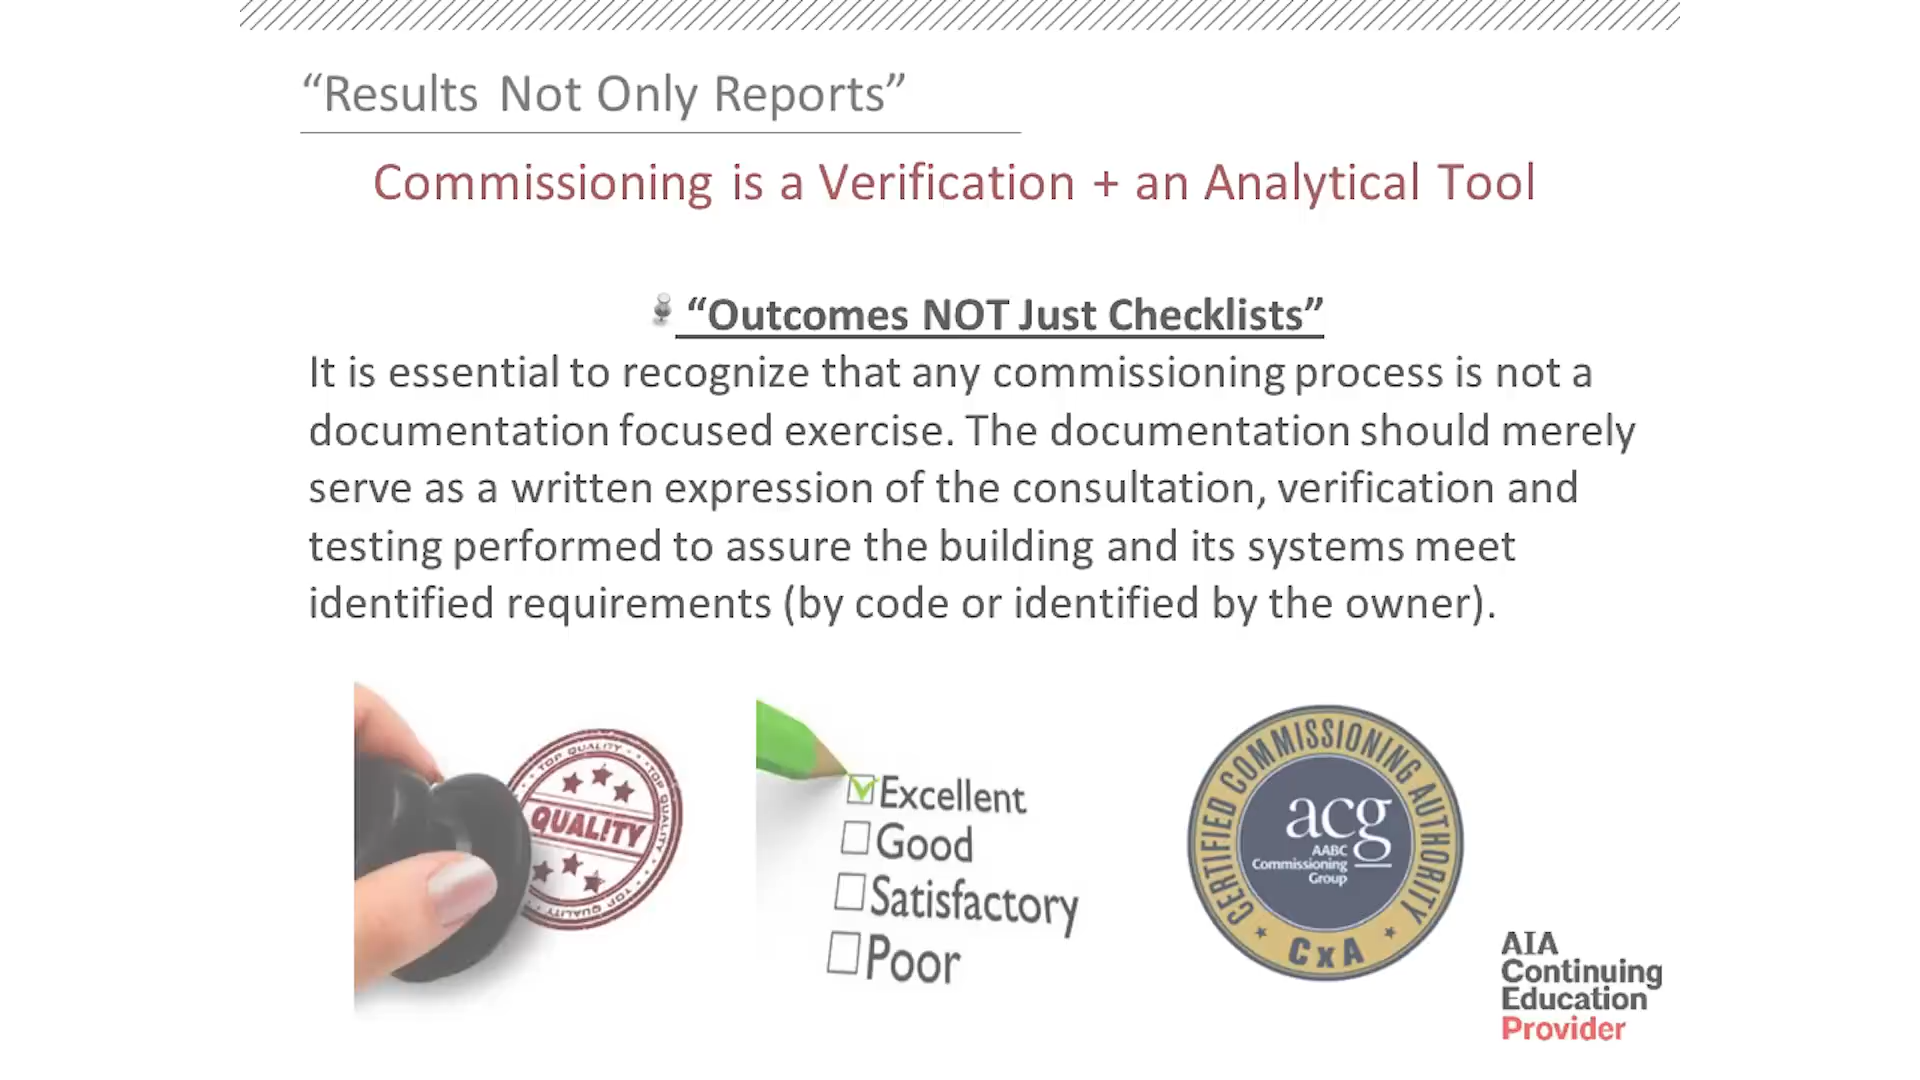 “Results Not Only Reports”
Commissioning is a Verification + an Analytical Tool
“Outcomes NOT Just Checklists”
It is essential to recognize that any commissioning process is not a
documentation focused exercise. The documentation should merely
serve as a written expression of the consultation, verification and
testing performed to assure the building and its systems meet
identified requirements (by code or identified by the owner).
TOP QUALITY
TOP QUALITY
QUALITY
TOP QUALITY
Excellent
Good
Satisfactory
Poor
CERTIFIED COMMISSIONING AUTHORITY
acg
AABC
Commissioning
Group
CxA
AIA
Continuing
Education
Provider